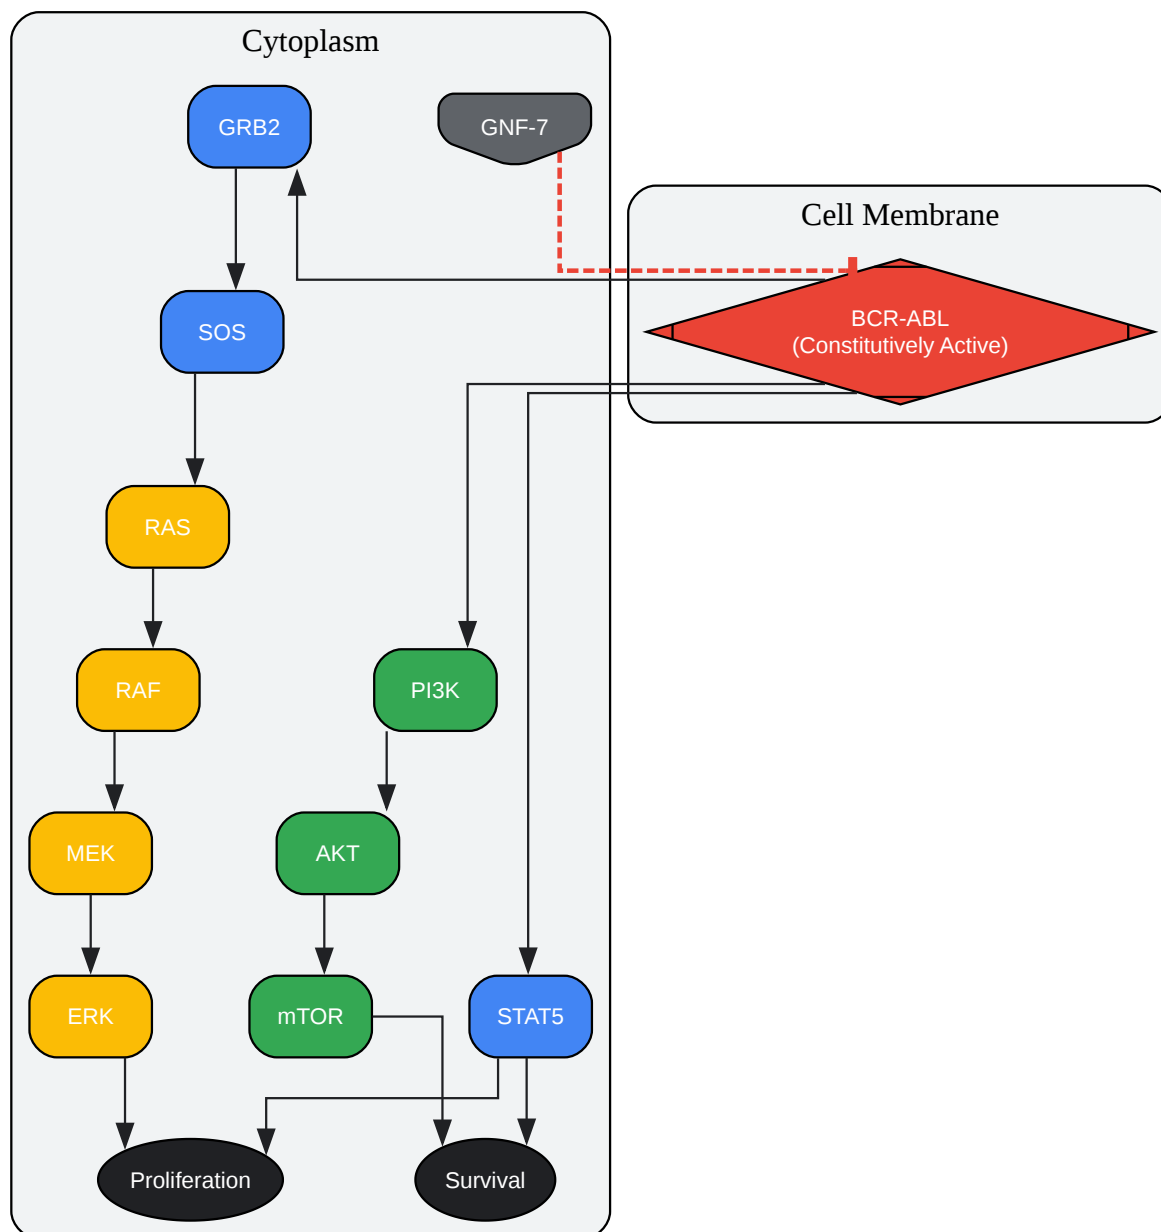 Cytoplasm
GRB2
GNF-7
Cell Membrane
SOS
BCR-ABL
(Constitutively Active)
RAS
RAF
PI3K
MEK
AKT
ERK
mTOR
STAT5
Proliferation
Survival